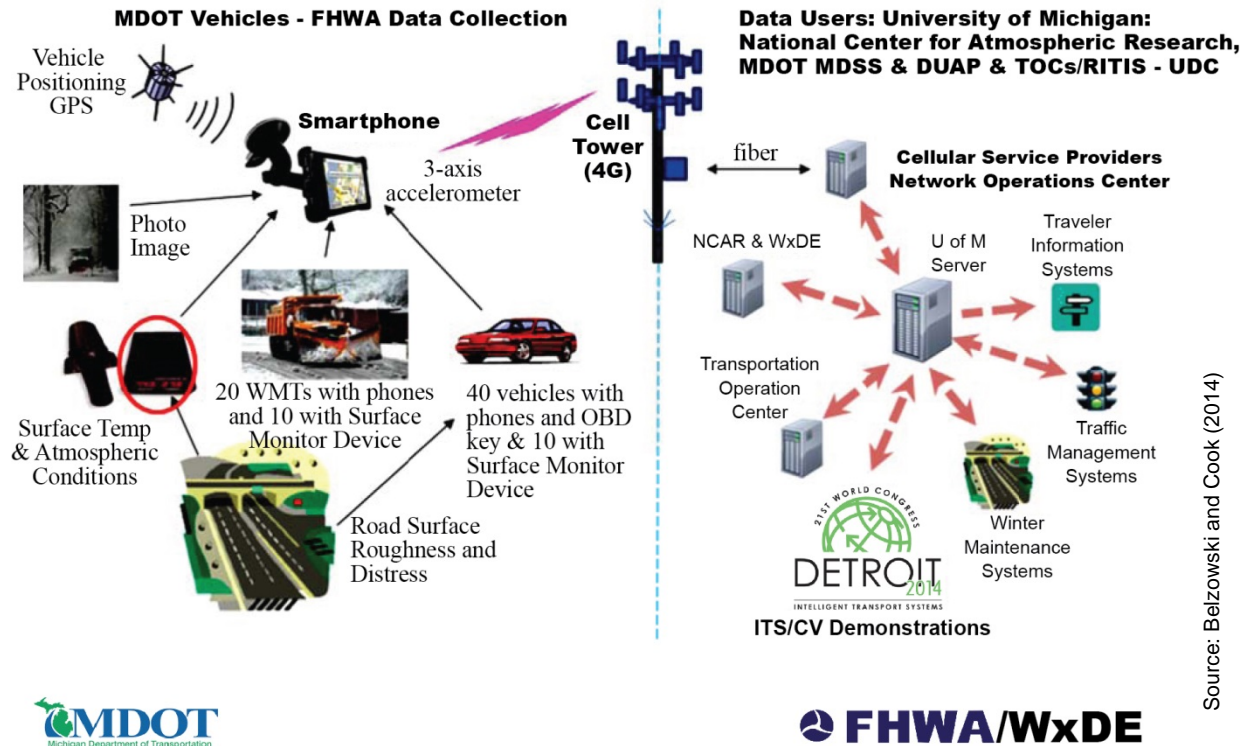 MDOT Vehicles - FHWA Data Collection
Vehicle
Positioning
GPS
Smartphone
3-axis
accelerometer
Photo
Image
Surface Temp
& Atmospheric
Conditions
20 WMTs with phones
and 10 with Surface
Monitor Device
40 vehicles with
phones and OBD
key & 10 with
Surface Monitor
Device
Road Surface
Roughness and
Distress
Cell
Tower
(4G)
Data Users: University of Michigan:
National Center for Atmospheric Research,
MDOT MDSS & DUAP & TOCs/RITIS - UDC
fiber
Cellular Service Providers
Network Operations Center
NCAR & WxDE
U of M
Server
Traveler
Information
Systems
Transportation
Operation
Center
Traffic
Management
Systems
Winter
Maintenance
Systems
21ST WORLD CONGRESS
DETROIT
2014
INTELLIGENT TRANSPORT SYSTEMS
ITS/CV Demonstrations
Source: Belzowski and Cook (2014)
MDOT
Michigan Department of Transportation
FHWA/WxDE